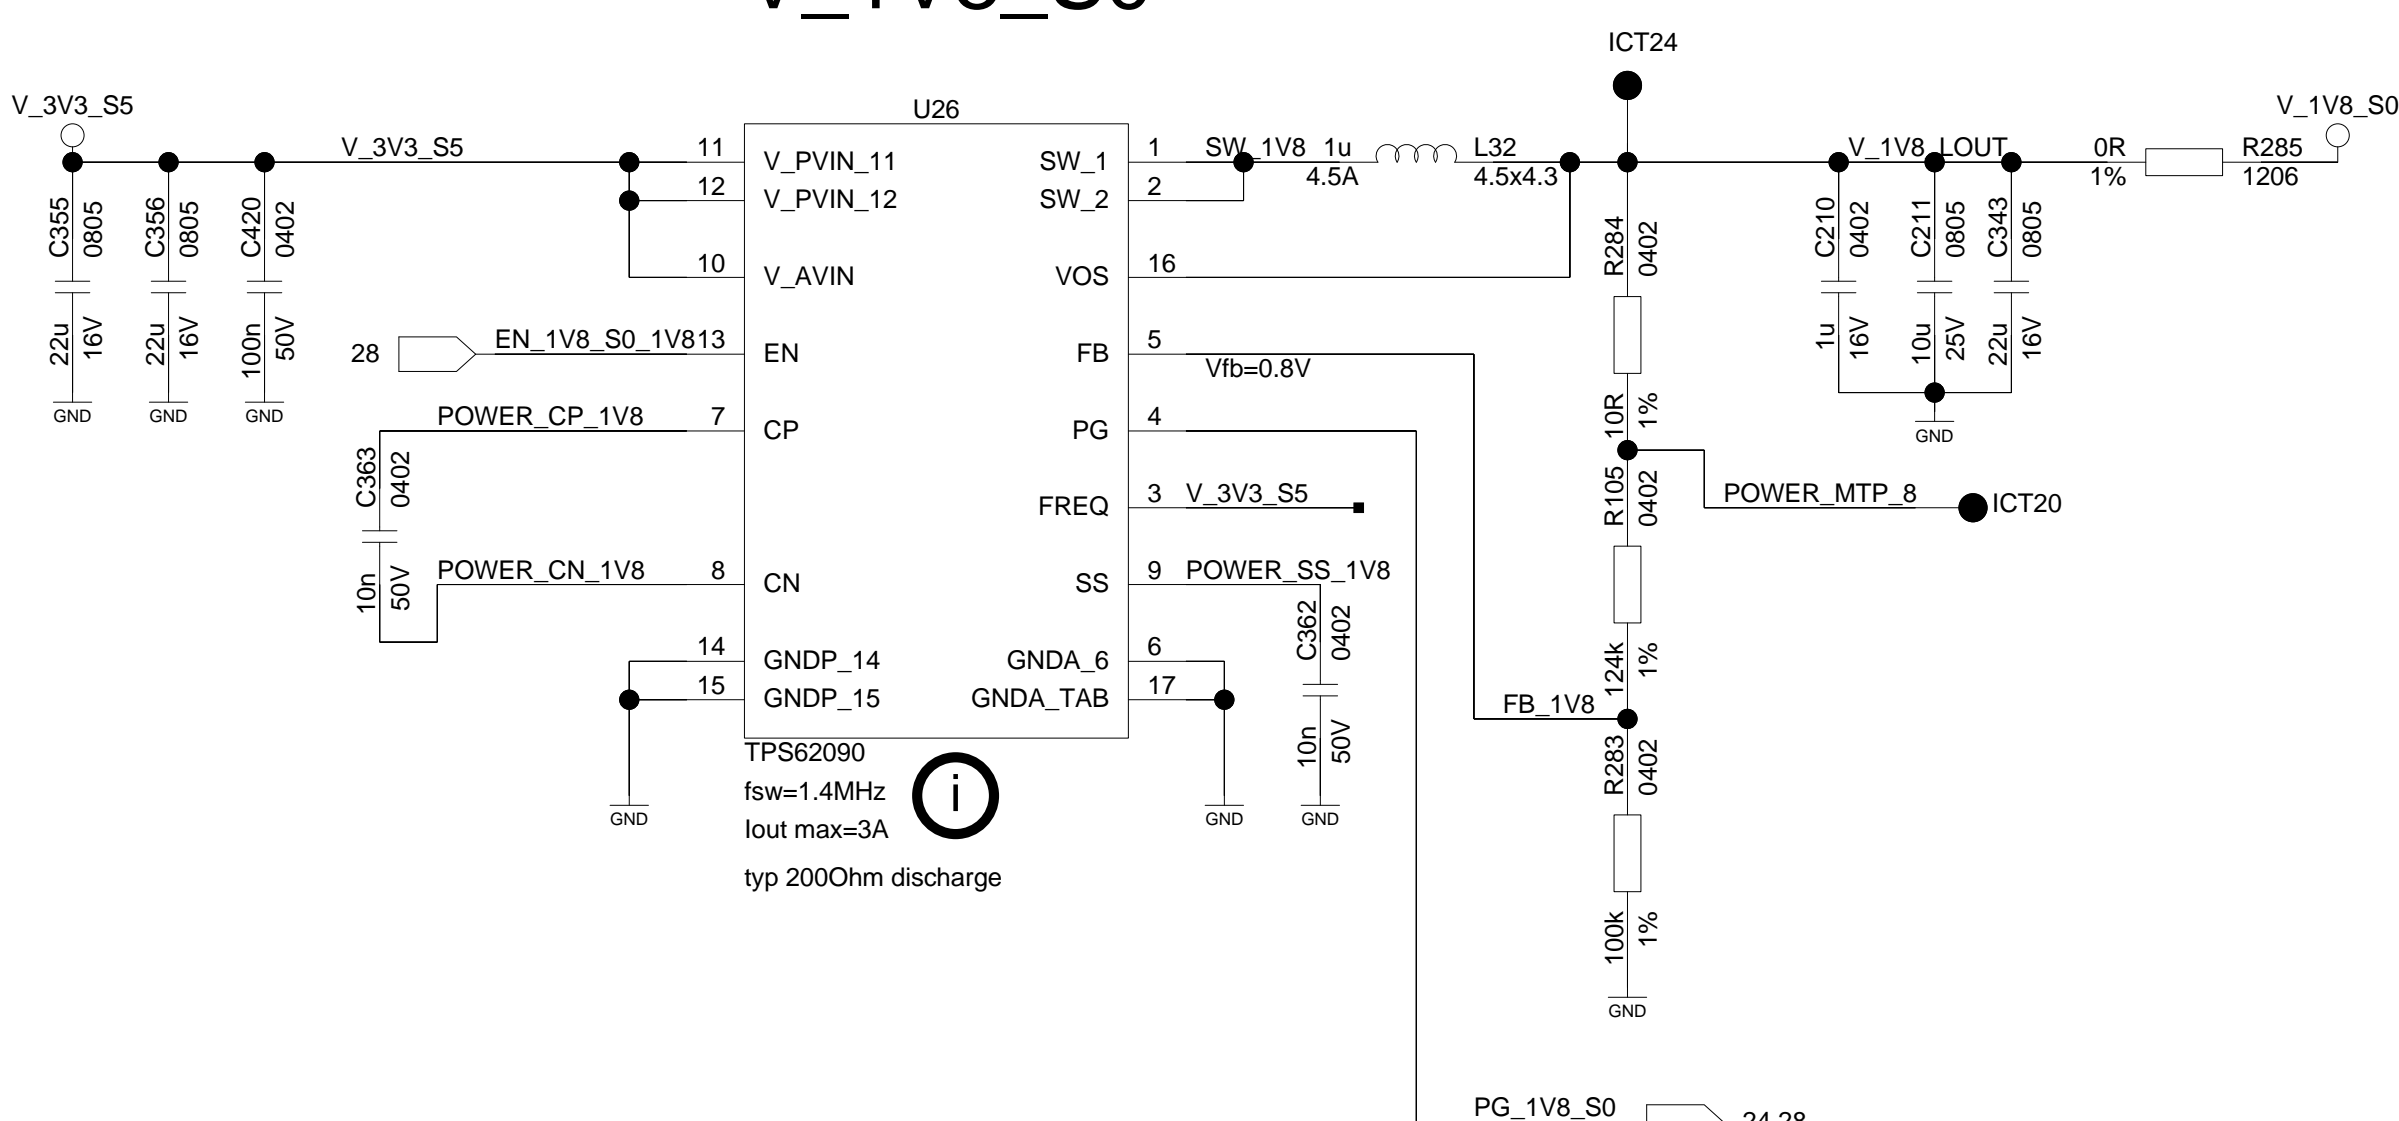 V_1V8_S0
ICT24
V_3V3_S5
V_1V8_S0
U26
V_3V3_S5
11
V_PVIN_11
SW_1
1
SW_1V8
1u
4.5A
L32
4.5x4.3
V_1V8_LOUT
0R
1%
R285
1206
12
V_PVIN_12
SW_2
2
10
V_AVIN
VOS
16
C355
0805
22u
16V
GND
C356
0805
22u
16V
GND
C420
0402
100n
50V
GND
28
EN_1V8_S0_1V8
13
EN
FB
5
Vfb=0.8V
POWER_CP_1V8
7
CP
PG
4
C363
0402
10n
50V
FREQ
3
V_3V3_S5
POWER_CN_1V8
8
CN
SS
9
POWER_SS_1V8
C362
0402
10n
50V
GND
14
GNDP_14
GNDA_6
6
15
GNDP_15
GNDA_TAB
17
GND
GND
TPS62090
fsw=1.4MHz
i
Iout max=3A
typ 200Ohm discharge
R284
0402
10R
1%
POWER_MTP_8
ICT20
R105
0402
124k
1%
FB_1V8
R283
0402
100k
1%
GND
C210
0402
1u
16V
C211
0805
10u
25V
C343
0805
22u
16V
GND
PG_1V8_S0
24,28